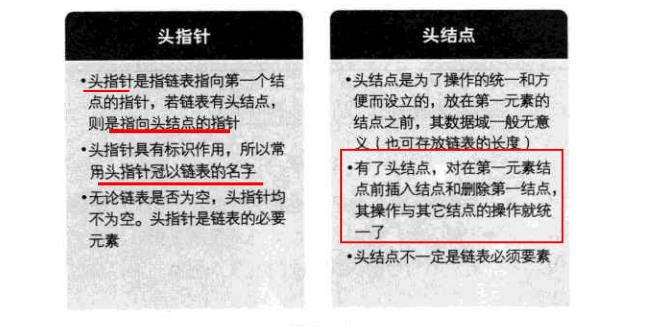 头指针
•头指针是指链表指向第一个结
点的指针，若链表有头结点，
则是指向头结点的指针
•头指针具有标识作用，所以常
用头指针冠以链表的名字
•无论链表是否为空，头指针均
不为空。头指针是链表的必要
元素
头结点
•头结点是为了操作的统一和方
便而设立的，放在第一元素的
结点之前，其数据域一般无意
义（也可存放链表的长度）
•有了头结点，对在第一元素结
点前插入结点和删除第一结点，
其操作与其它结点的操作就统
一了
•头结点不一定是链表必须要素